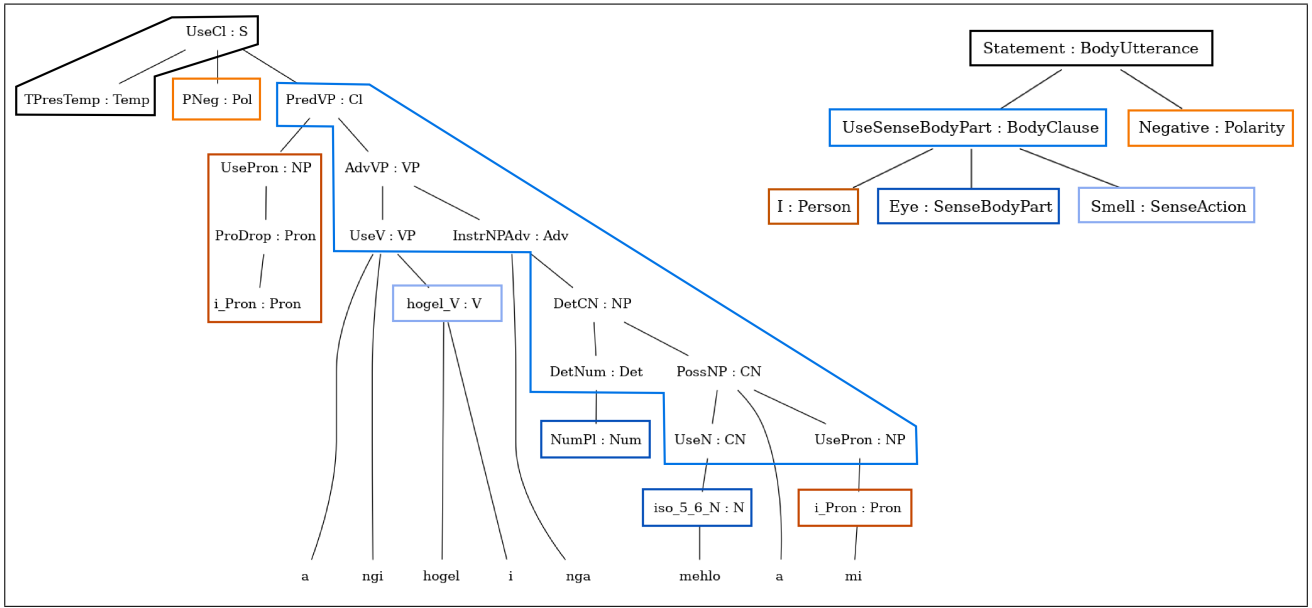 UseCl : S
TPresTemp : Temp
PNeg : Pol
PredVP : Cl
UsePron : NP
AdvVP : VP
ProDrop : Pron
UseV : VP
InstrNPAdv : Adv
i_Pron : Pron
hogel_V : V
DetCN : NP
DetNum : Det
PossNP : CN
NumPl : Num
UseN : CN
UsePron : NP
iso_5_6_N : N
i_Pron : Pron
a ngi hogel i nga mehlo a mi
Statement : BodyUtterance
UseSenseBodyPart : BodyClause
Negative : Polarity
I : Person
Eye : SenseBodyPart
Smell : SenseAction